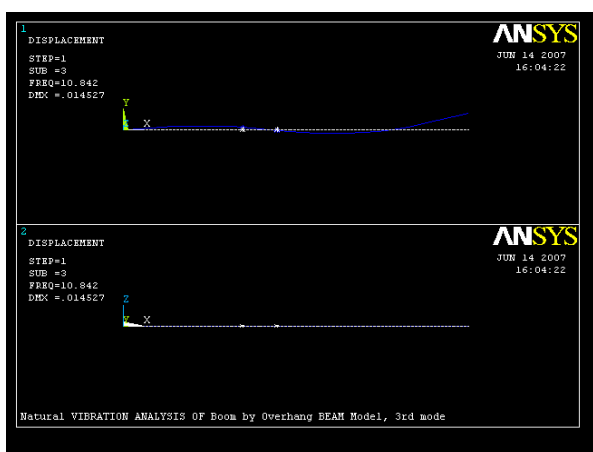 1
DISPLACEMENT
STEP=1
SUB =3
FREQ=10.842
DMX =.014527
ANSYS
JUN 14 2007
16:04:22
Y
X
2
DISPLACEMENT
STEP=1
SUB =3
FREQ=10.842
DMX =.014527
ANSYS
JUN 14 2007
16:04:22
Z
Y X
Natural VIBRATION ANALYSIS OF Boom by Overhang BEAM Model, 3rd mode